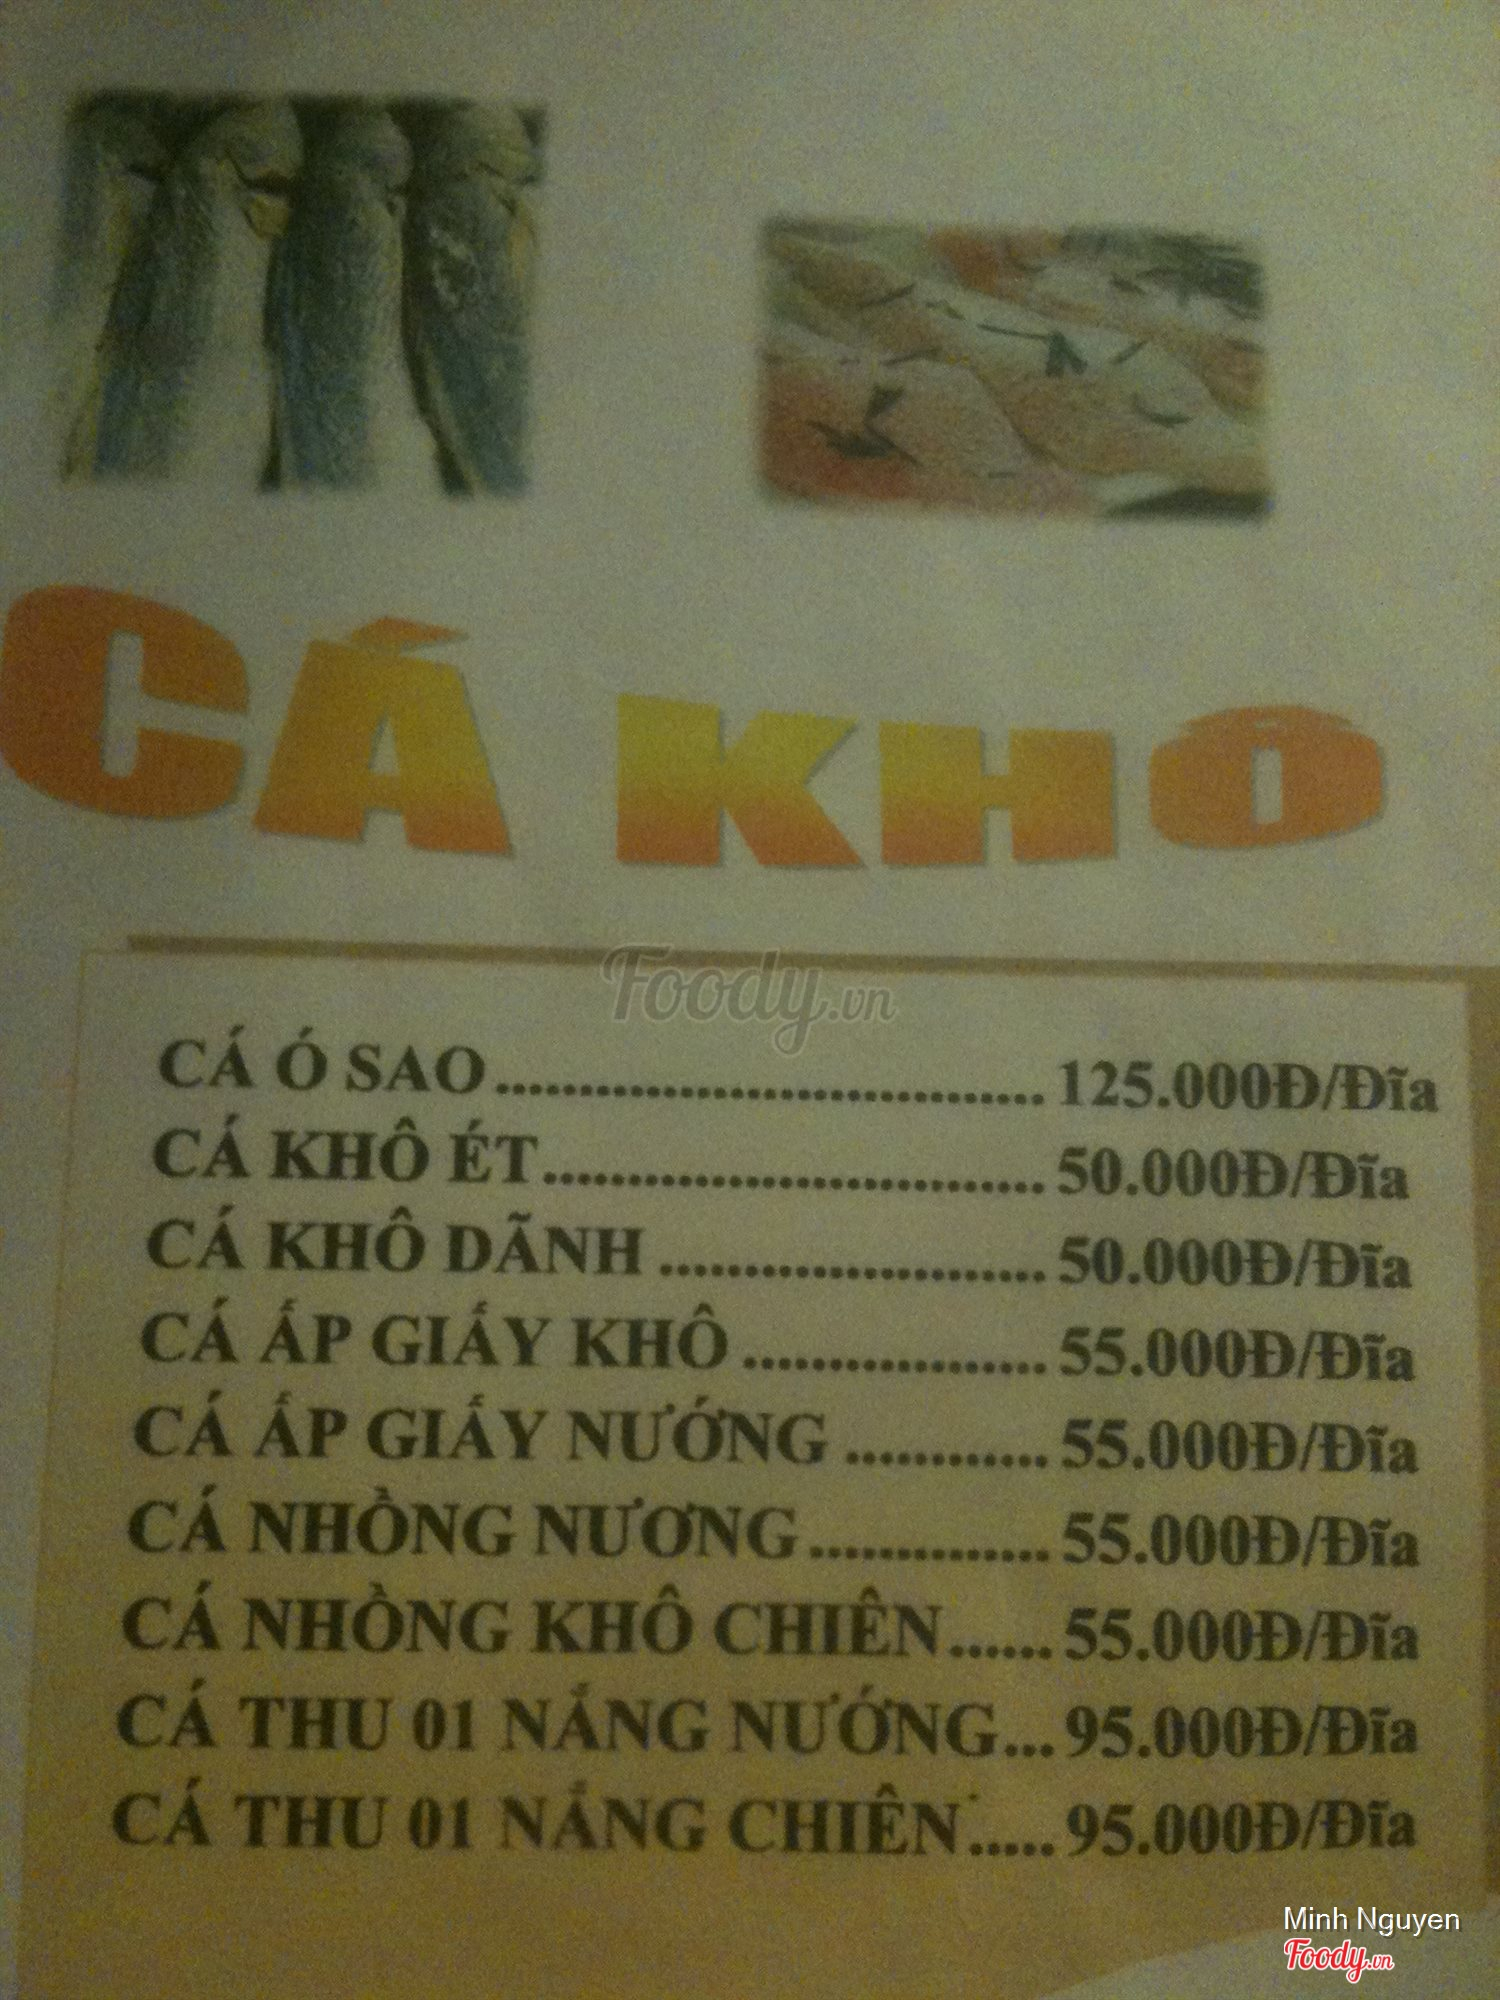 CÁ KHÔ
Foody.vn
CÁ Ó SAO................................. 125.000Đ/Đĩa
CÁ KHÔ ÉT.............................. 50.000Đ/Đĩa
CÁ KHÔ DÃNH ....................... 50.000Đ/Đĩa
CÁ ẤP GIẤY KHÔ .................. 55.000Đ/Đĩa
CÁ ẤP GIẤY NƯỚNG ............ 55.000Đ/Đĩa
CÁ NHỒNG NƯƠNG.............. 55.000Đ/Đĩa
CÁ NHỒNG KHÔ CHIÊN...... 55.000Đ/Đĩa
CÁ THU 01 NẮNG NƯỚNG... 95.000Đ/Đĩa
CÁ THU 01 NẮNG CHIÊN..... 95.000Đ/Đĩa
Minh Nguyen
Foody.vn